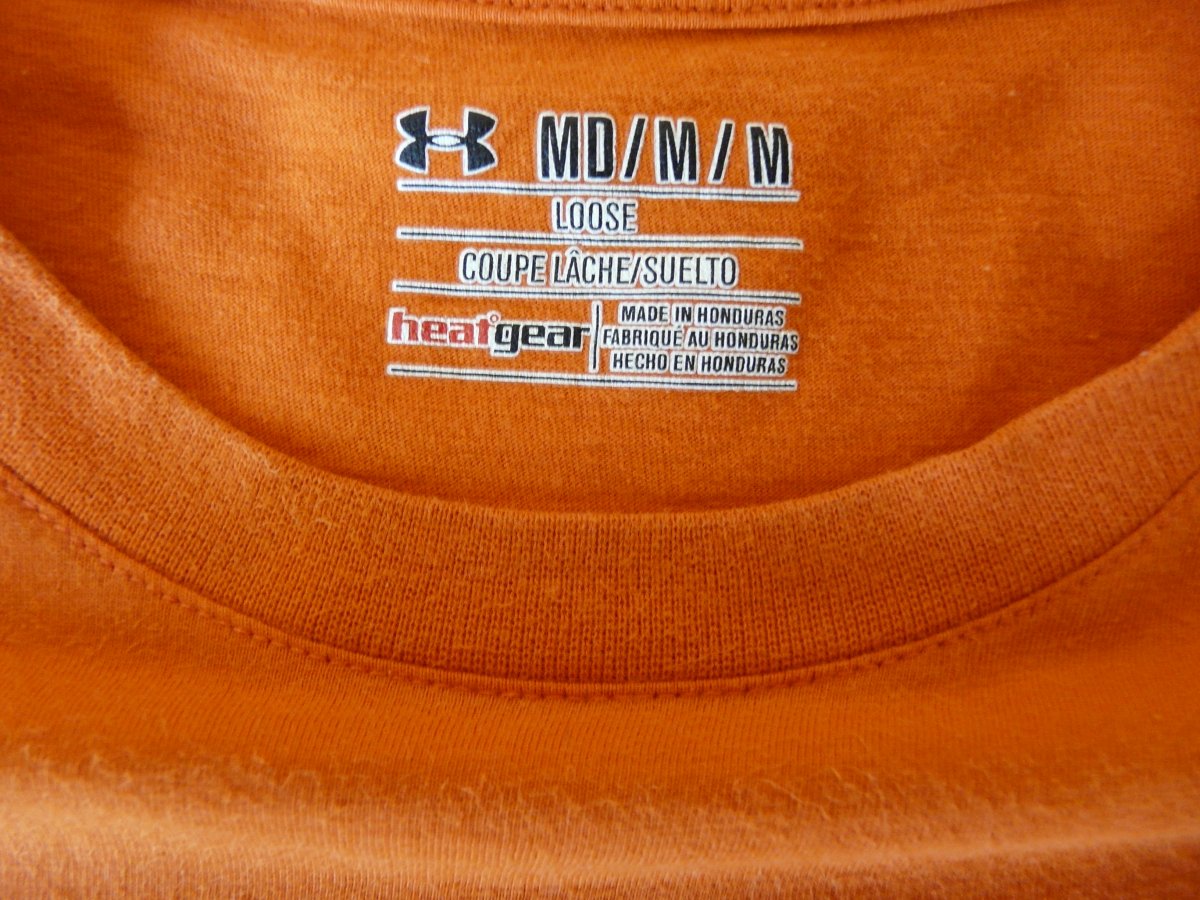 MD/M/M
LOOSE
COUPE LÂCHE/SUELTO
heatgear
MADE IN HONDURAS
FABRIQUÉ AU HONDURAS
HECHO EN HONDURAS